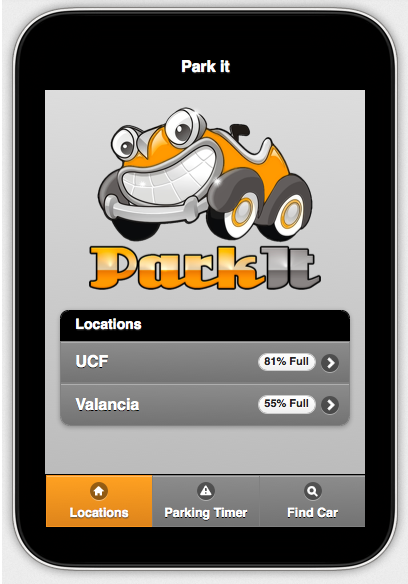 Park it
ParkIt
Locations
UCF 81% Full
Valancia 55% Full
Locations Parking Timer Find Car